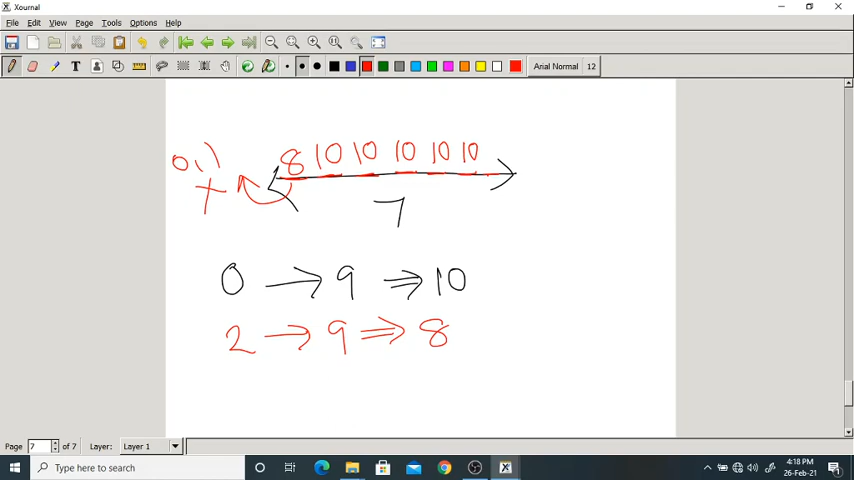 Xournal
File Edit View Page Tools Options Help
T Arial Normal 12
0,1) 8 10 10 10 10 10
7
0 → 9 ⇒ 10
2 → 9 ⇒ 8
Page 7 of 7 Layer: Layer 1
Type here to search
4:18 PM
26-Feb-21